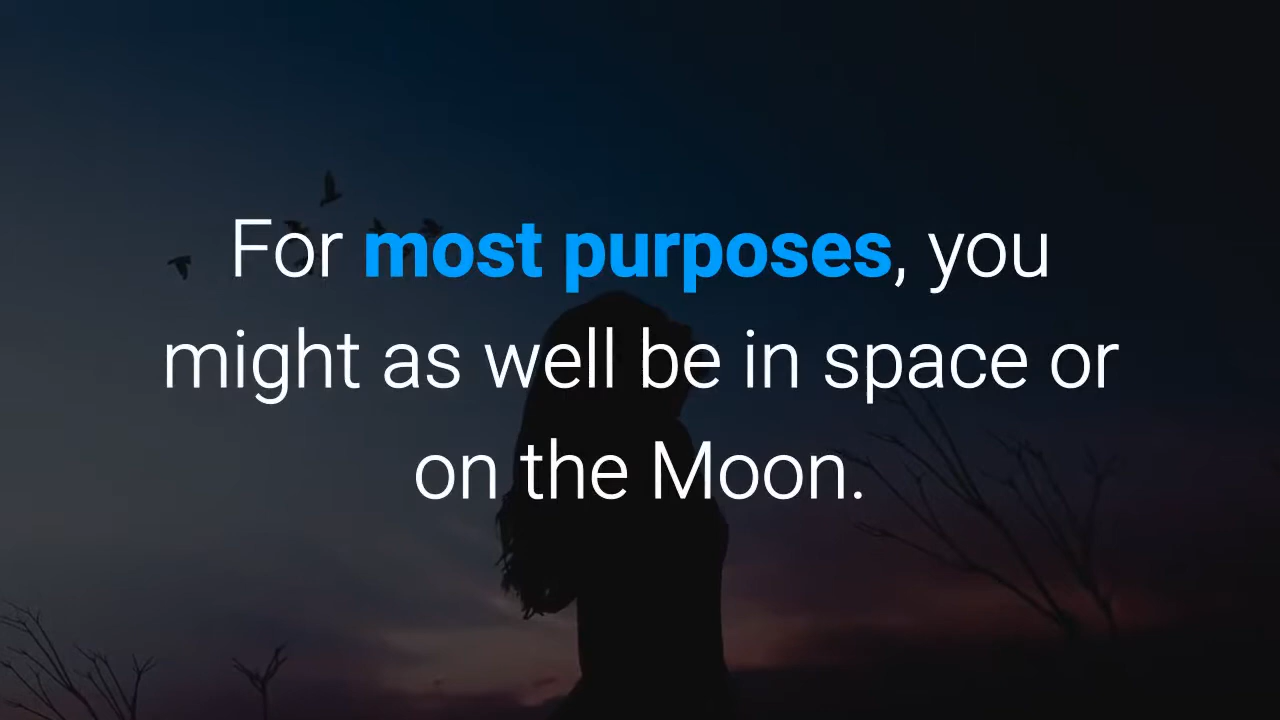 For most purposes, you
might as well be in space or
on the Moon.